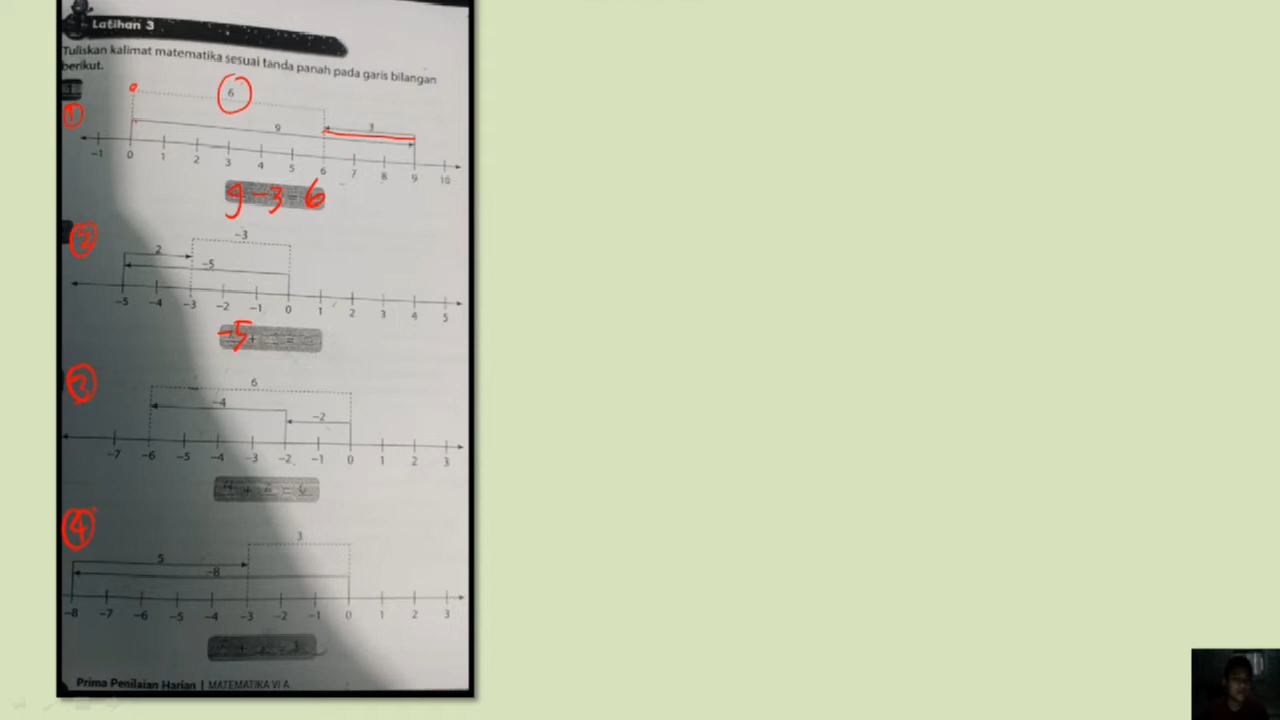 Latihan 3
Tuliskan kalimat matematika sesuai tanda panah pada garis bilangan
berikut.
①
6
9
3
-1 0 1 2 3 4 5 6 7 8 9 10
9 - 3 = 6
②
-3
2
-5
-5 -4 -3 -2 -1 0 1 2 3 4 5
-5 +
③
6
-4
-2
-7 -6 -5 -4 -3 -2 -1 0 1 2 3
+ = 6
④
3
5
-8
-8 -7 -6 -5 -4 -3 -2 -1 0 1 2 3
+
Prima Penilaian Harian | MATEMATIKA VI A